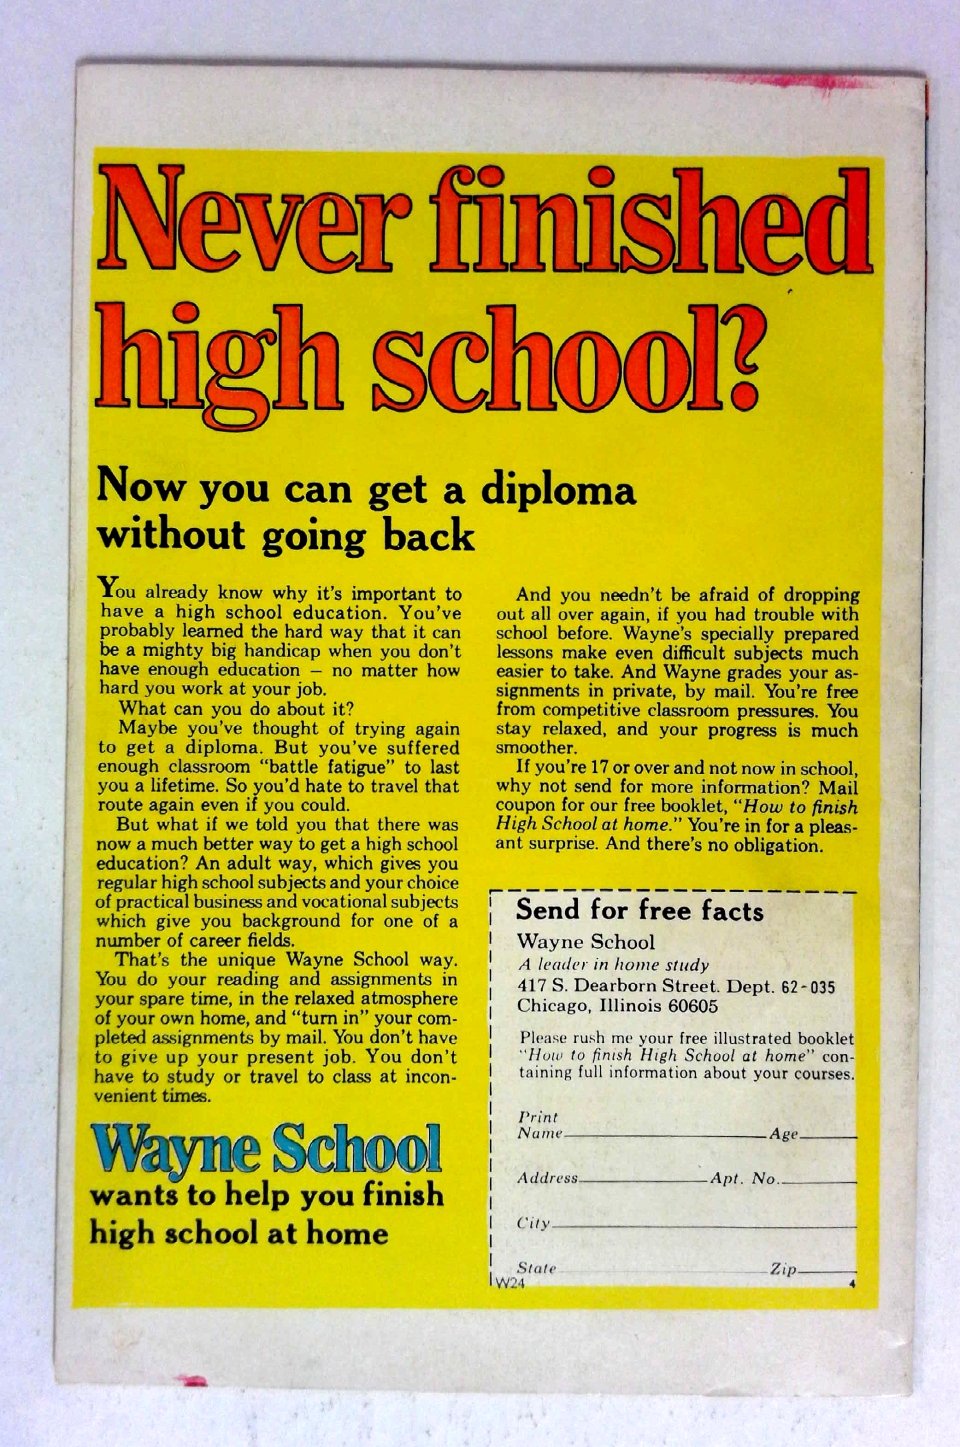 Never finished
high school?
Now you can get a diploma
without going back
You already know why it's important to
have a high school education. You've
probably learned the hard way that it can
be a mighty big handicap when you don't
have enough education — no matter how
hard you work at your job.
What can you do about it?
Maybe you've thought of trying again
to get a diploma. But you've suffered
enough classroom "battle fatigue" to last
you a lifetime. So you'd hate to travel that
route again even if you could.
But what if we told you that there was
now a much better way to get a high school
education? An adult way, which gives you
regular high school subjects and your choice
of practical business and vocational subjects
which give you background for one of a
number of career fields.
That's the unique Wayne School way.
You do your reading and assignments in
your spare time, in the relaxed atmosphere
of your own home, and "turn in" your com-
pleted assignments by mail. You don't have
to give up your present job. You don't
have to study or travel to class at incon-
venient times.
Wayne School
wants to help you finish
high school at home
And you needn't be afraid of dropping
out all over again, if you had trouble with
school before. Wayne's specially prepared
lessons make even difficult subjects much
easier to take. And Wayne grades your as-
signments in private, by mail. You're free
from competitive classroom pressures. You
stay relaxed, and your progress is much
smoother.
If you're 17 or over and not now in school,
why not send for more information? Mail
coupon for our free booklet, "How to finish
High School at home." You're in for a pleas-
ant surprise. And there's no obligation.
Send for free facts
Wayne School
A leader in home study
417 S. Dearborn Street. Dept. 62-035
Chicago, Illinois 60605
Please rush me your free illustrated booklet
"How to finish High School at home" con-
taining full information about your courses.
Print
Name Age
Address Apt. No.
City
State Zip
W24 4